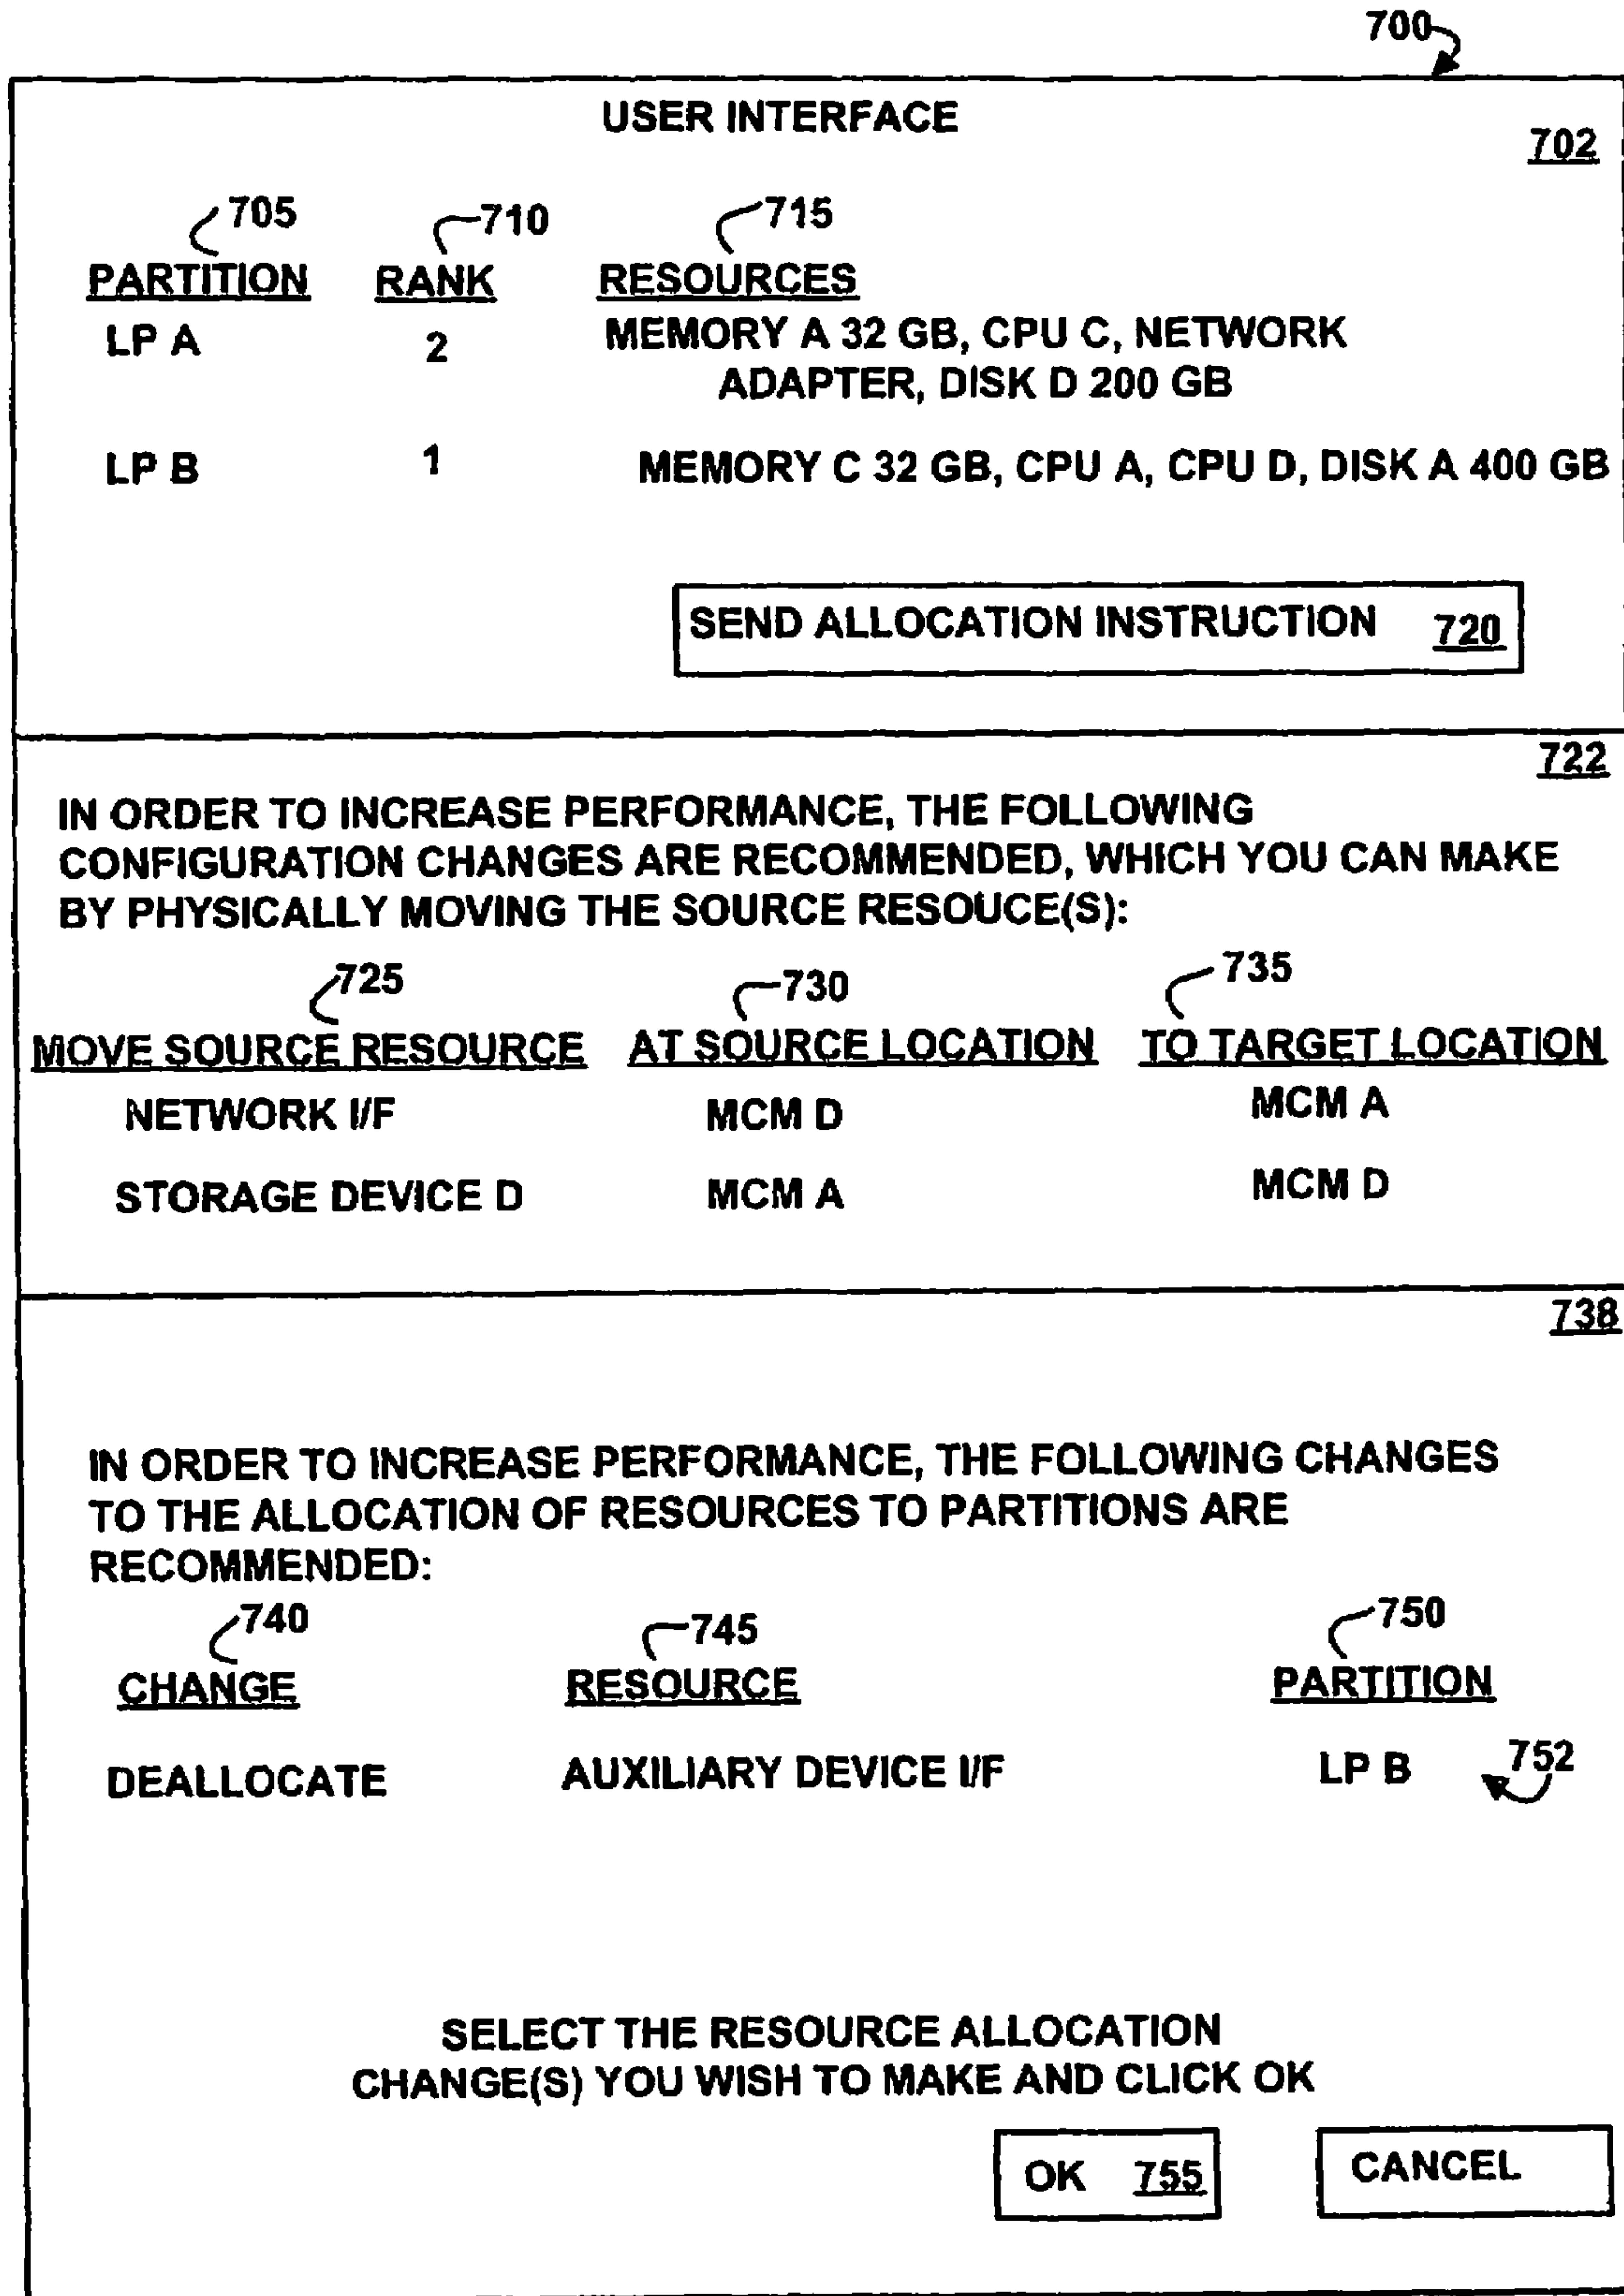 700
USER INTERFACE
702
705 710 715
PARTITION RANK RESOURCES
LP A 2 MEMORY A 32 GB, CPU C, NETWORK
ADAPTER, DISK D 200 GB
LP B 1 MEMORY C 32 GB, CPU A, CPU D, DISK A 400 GB
SEND ALLOCATION INSTRUCTION 720
722
IN ORDER TO INCREASE PERFORMANCE, THE FOLLOWING
CONFIGURATION CHANGES ARE RECOMMENDED, WHICH YOU CAN MAKE
BY PHYSICALLY MOVING THE SOURCE RESOUCE(S):
725 730 735
MOVE SOURCE RESOURCE AT SOURCE LOCATION TO TARGET LOCATION
NETWORK I/F MCM D MCM A
STORAGE DEVICE D MCM A MCM D
738
IN ORDER TO INCREASE PERFORMANCE, THE FOLLOWING CHANGES
TO THE ALLOCATION OF RESOURCES TO PARTITIONS ARE
RECOMMENDED:
740 745 750
CHANGE RESOURCE PARTITION
DEALLOCATE AUXILIARY DEVICE I/F LP B 752
SELECT THE RESOURCE ALLOCATION
CHANGE(S) YOU WISH TO MAKE AND CLICK OK
OK 755 CANCEL